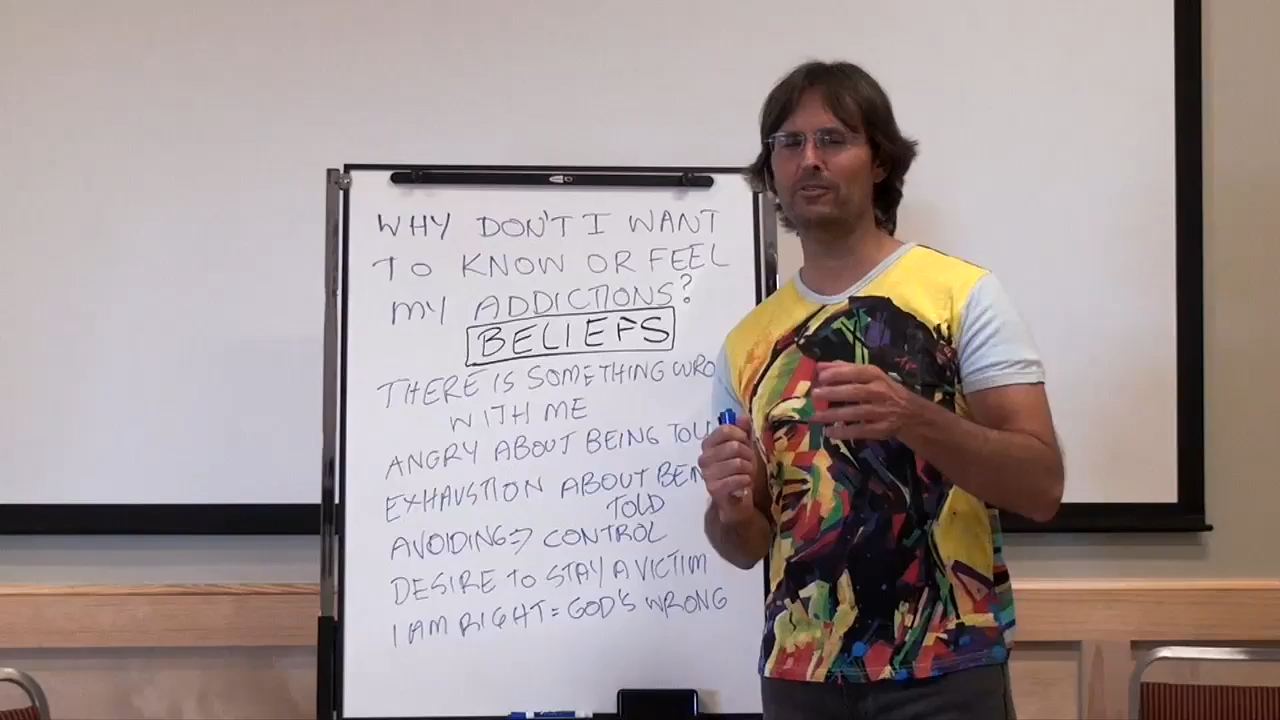 WHY DON'T I WANT
TO KNOW OR FEEL
MY ADDICTIONS?
BELIEFS
THERE IS SOMETHING WRO
WITH ME
ANGRY ABOUT BEING TOL
EXHAUSTION ABOUT BEIN
TOLD
AVOIDING => CONTROL
DESIRE TO STAY A VICTIM
I AM RIGHT = GOD'S WRONG